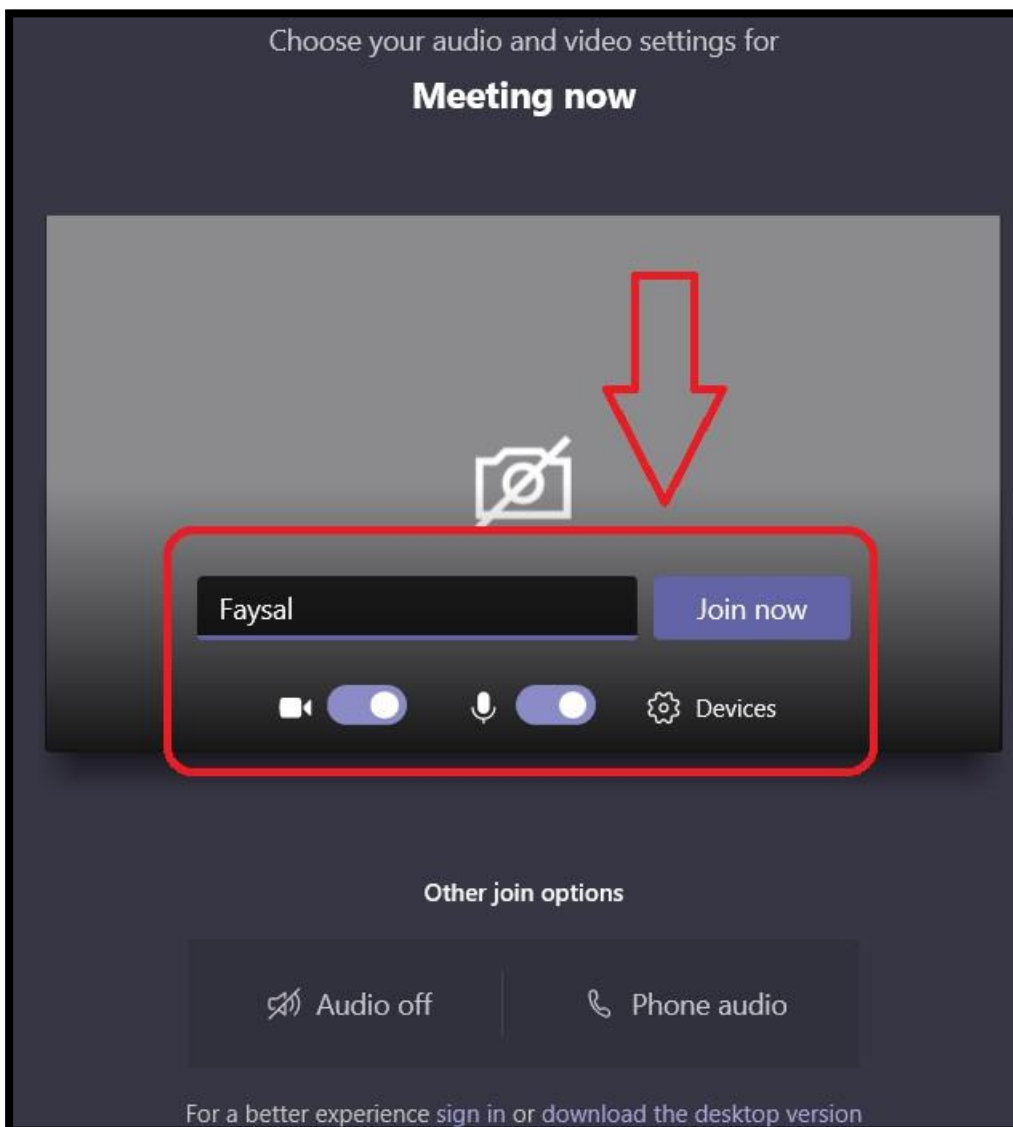 Choose your audio and video settings for
Meeting now
Faysal
Join now
Devices
Other join options
Audio off
Phone audio
For a better experience sign in or download the desktop version